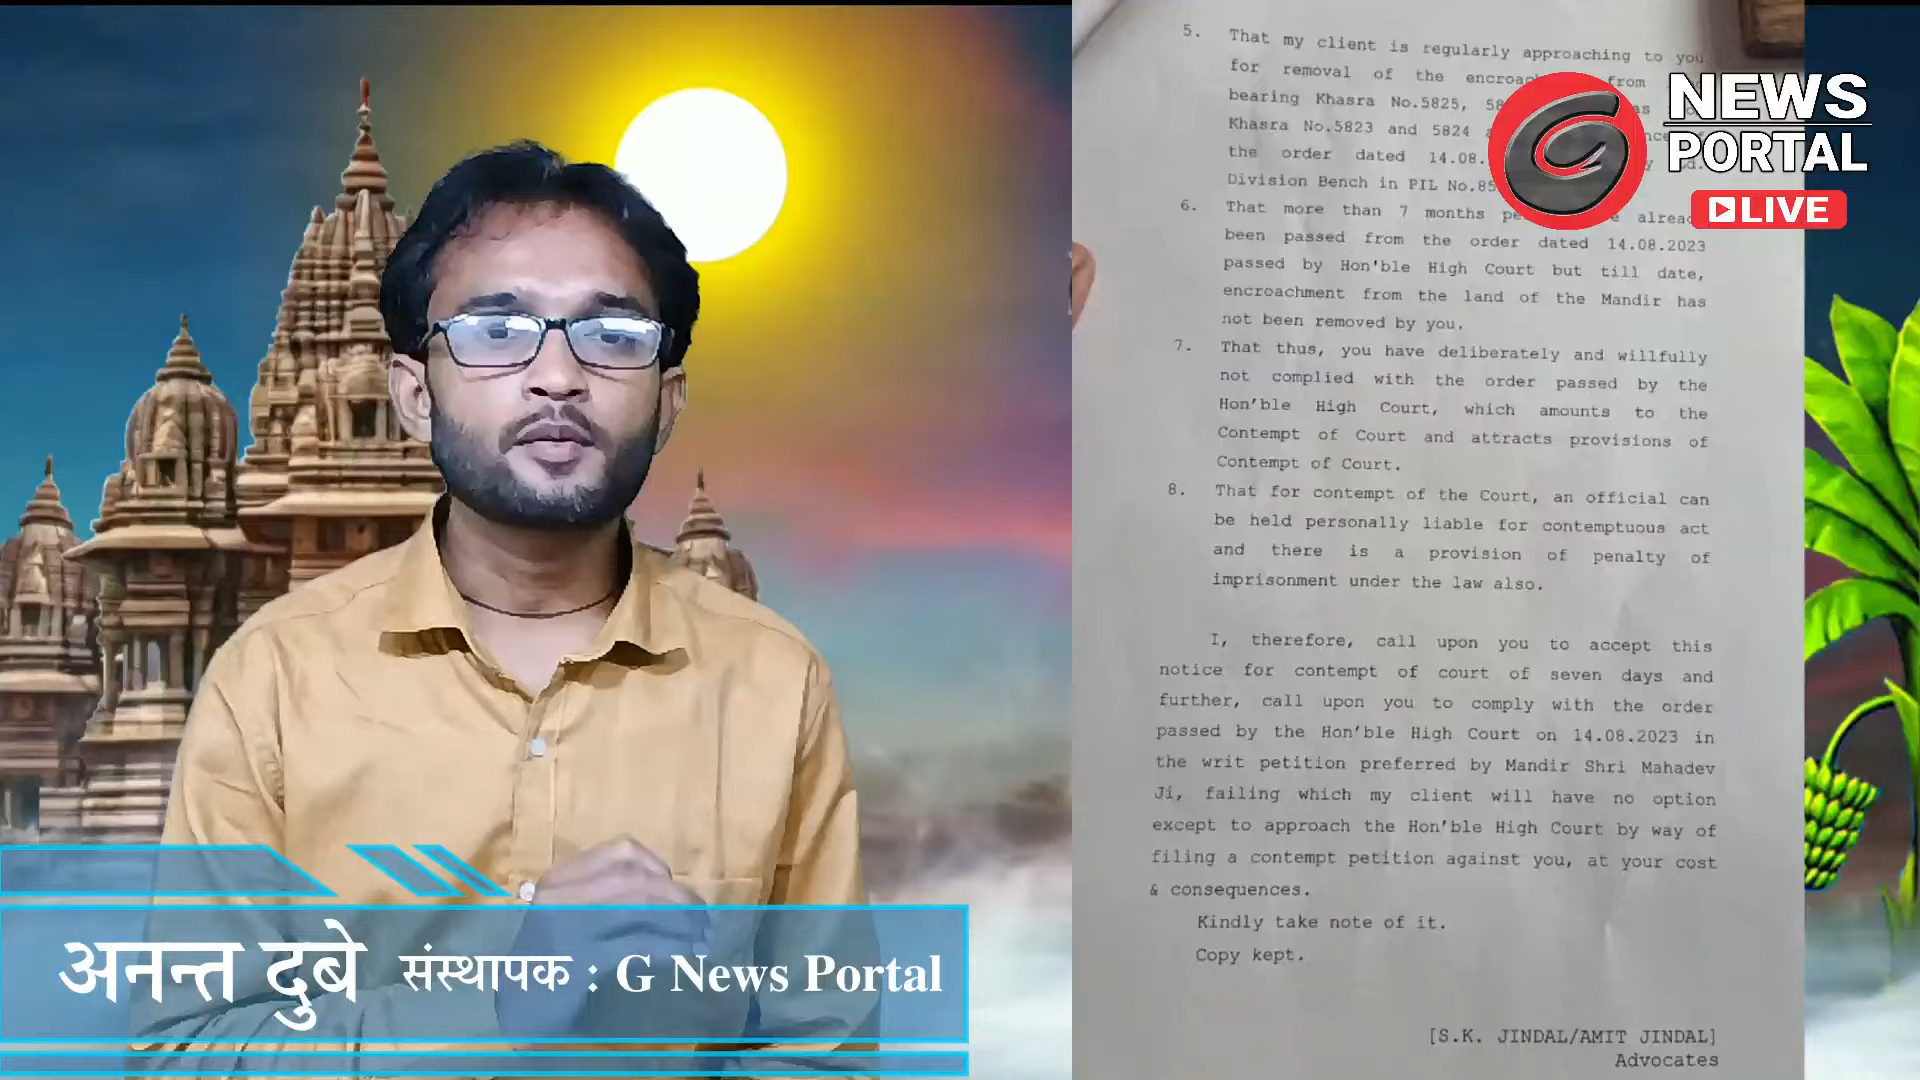 5. That my client is regularly approaching to you
for removal of the from
bearing Khasra No.5825,
Khasra No.5823 and 5824
the order dated 14.08.
Division Bench in PIL No.85
6. That more than 7 months
been passed from the order dated 14.08.2023
passed by Hon'ble High Court but till date,
encroachment from the land of the Mandir has
not been removed by you.
7. That thus, you have deliberately and willfully
not complied with the order passed by the
Hon'ble High Court, which amounts to the
Contempt of Court and attracts provisions of
Contempt of Court.
8. That for contempt of the Court, an official can
be held personally liable for contemptuous act
and there is a provision of penalty of
imprisonment under the law also.
I, therefore, call upon you to accept this
notice for contempt of court of seven days and
further, call upon you to comply with the order
passed by the Hon'ble High Court on 14.08.2023 in
the writ petition preferred by Mandir Shri Mahadev
Ji, failing which my client will have no option
except to approach the Hon'ble High Court by way of
filing a contempt petition against you, at your cost
& consequences.
Kindly take note of it.
Copy kept.
[S.K. JINDAL/AMIT JINDAL]
Advocates
G NEWS
PORTAL
LIVE
अनन्त दुबे संस्थापक : G News Portal